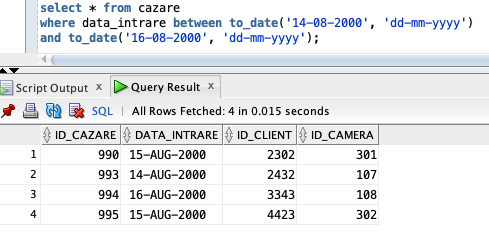 select * from cazare
where data_intrare between to_date('14-08-2000', 'dd-mm-yyyy')
and to_date('16-08-2000', 'dd-mm-yyyy');
Script Output x Query Result x
SQL | All Rows Fetched: 4 in 0.015 seconds
ID_CAZARE DATA_INTRARE ID_CLIENT ID_CAMERA
1 990 15-AUG-2000 2302 301
2 993 14-AUG-2000 2432 107
3 994 16-AUG-2000 3343 108
4 995 15-AUG-2000 4423 302